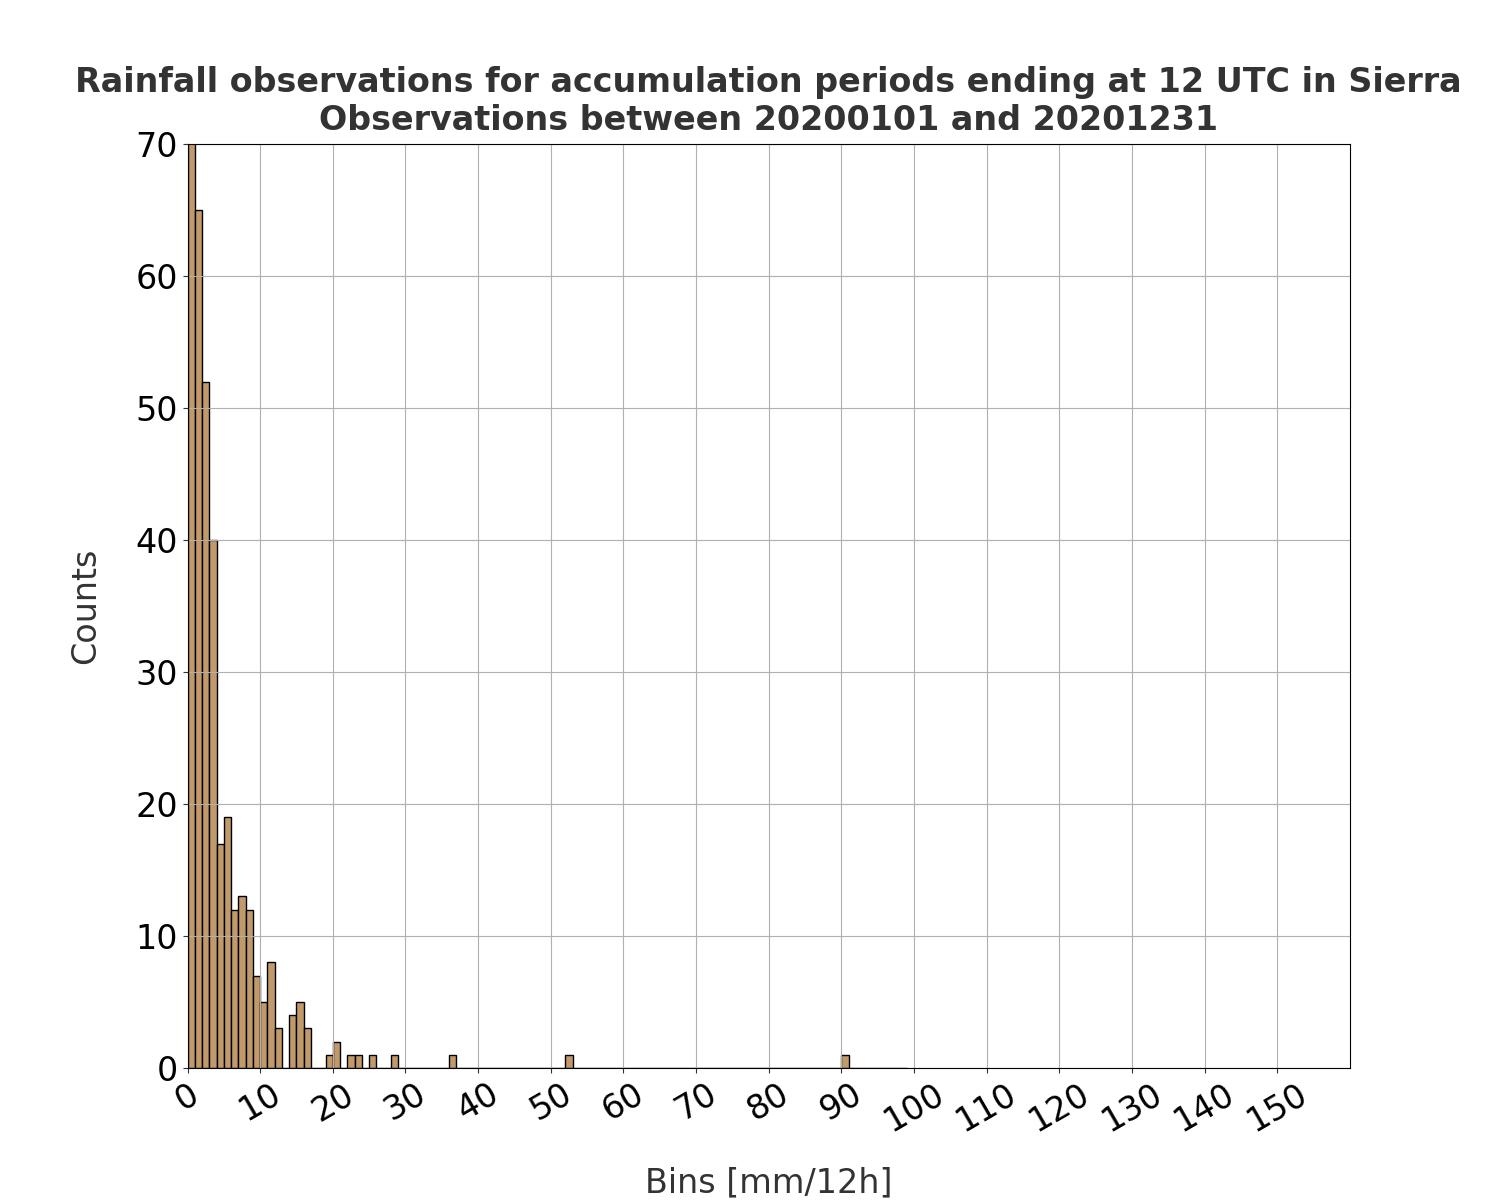 Rainfall observations for accumulation periods ending at 12 UTC in Sierra
Observations between 20200101 and 20201231
70
60
50
40
30
20
10
0
Counts
0 10 20 30 40 50 60 70 80 90 100 110 120 130 140 150
Bins [mm/12h]